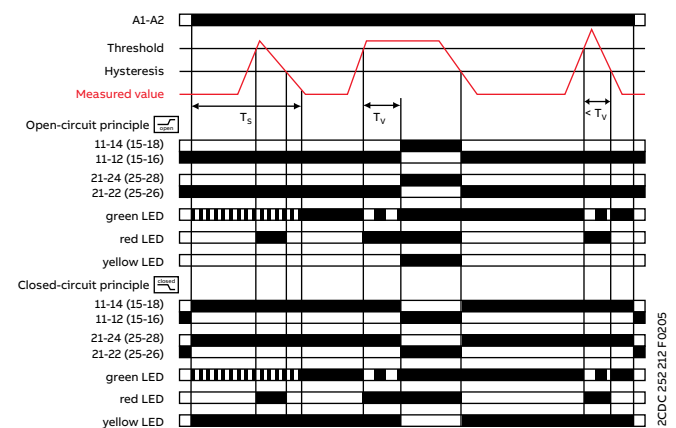 A1-A2
Threshold
Hysteresis
Measured value
Ts
Tv
< Tv
Open-circuit principle open
11-14 (15-18)
11-12 (15-16)
21-24 (25-28)
21-22 (25-26)
green LED
red LED
yellow LED
Closed-circuit principle closed
11-14 (15-18)
11-12 (15-16)
21-24 (25-28)
21-22 (25-26)
green LED
red LED
yellow LED
2CDC 252 212 F0205